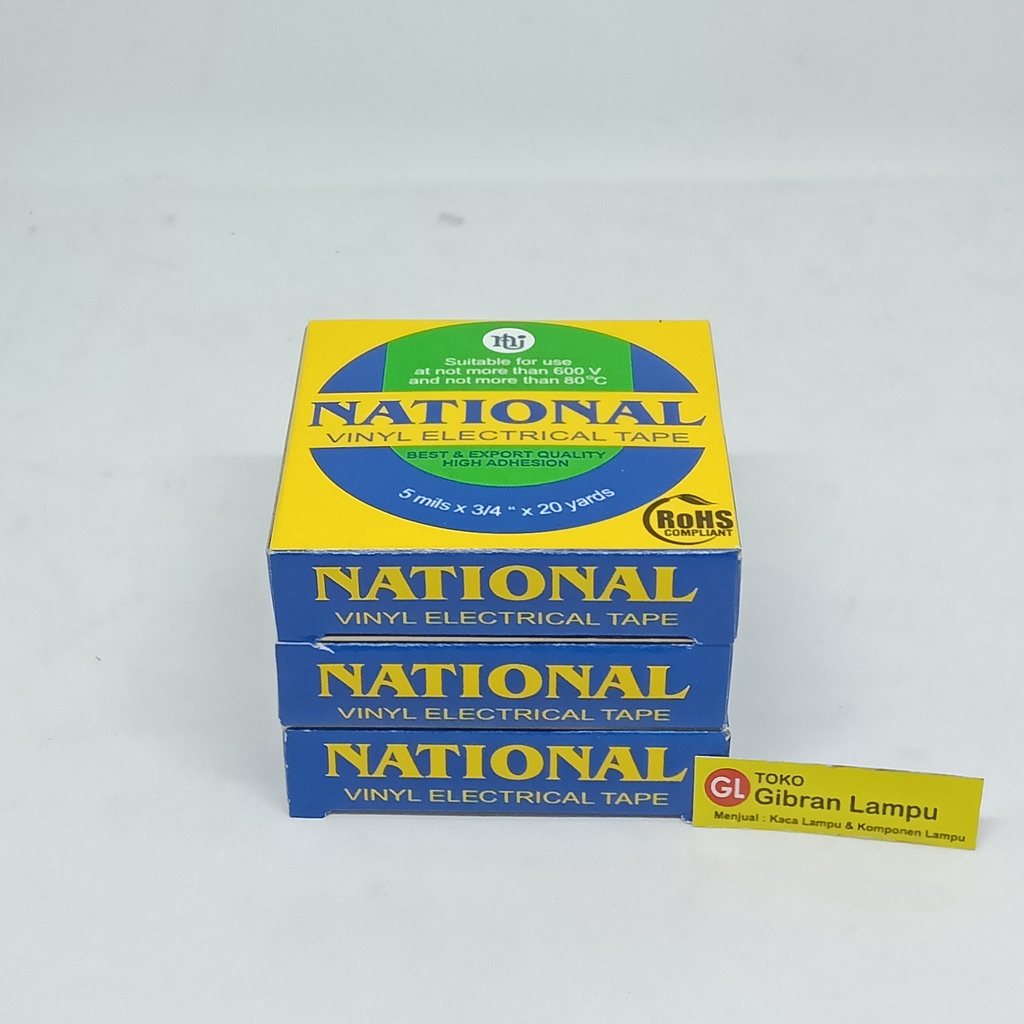 Suitable for use
at not more than 600 V
and not more than 80°C
NATIONAL
VINYL ELECTRICAL TAPE
BEST & EXPORT QUALITY
HIGH ADHESION
5 mils x 3/4 " x 20 yards
RoHS
COMPLIANT
NATIONAL
VINYL ELECTRICAL TAPE
NATIONAL
VINYL ELECTRICAL TAPE
NATIONAL
VINYL ELECTRICAL TAPE
GL
TOKO
Gibran Lampu
Menjual : Kaca Lampu & Komponen Lampu